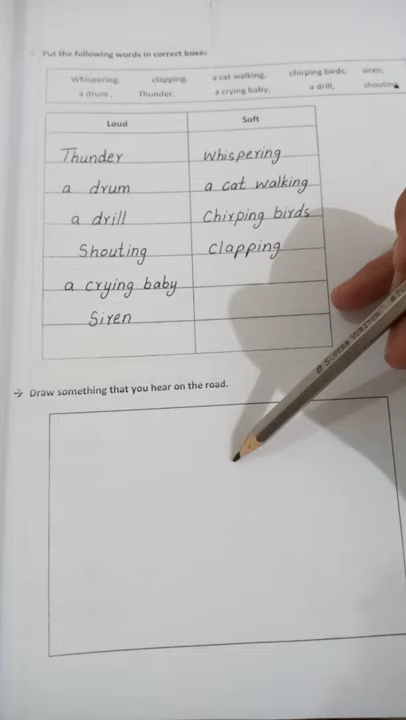 Put the following words in correct boxes
Whispering, clapping, a cat walking, chirping birds, siren,
a drum, Thunder, a crying baby, a drill, shouting
Loud Soft
Thunder Whispering
a drum a cat walking
a drill Chirping birds
Shouting Clapping
a crying baby
Siren
→ Draw something that you hear on the road.